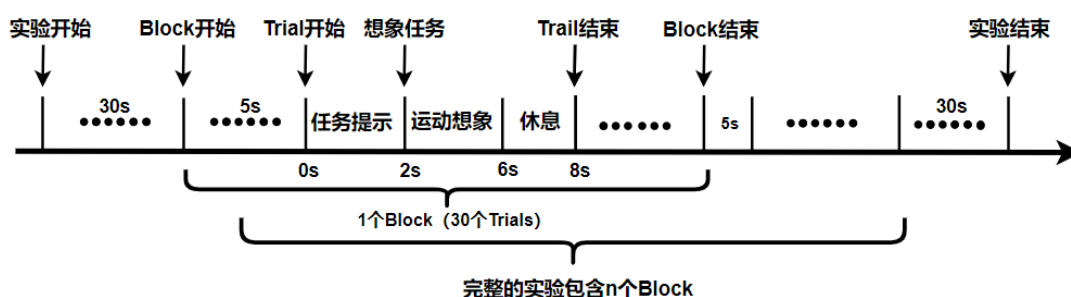 实验开始 Block开始 Trial开始 想象任务 Trail结束 Block结束 实验结束
30s 5s 任务提示 运动想象 休息 5s 30s
0s 2s 6s 8s
1个Block（30个Trials）
完整的实验包含n个Block